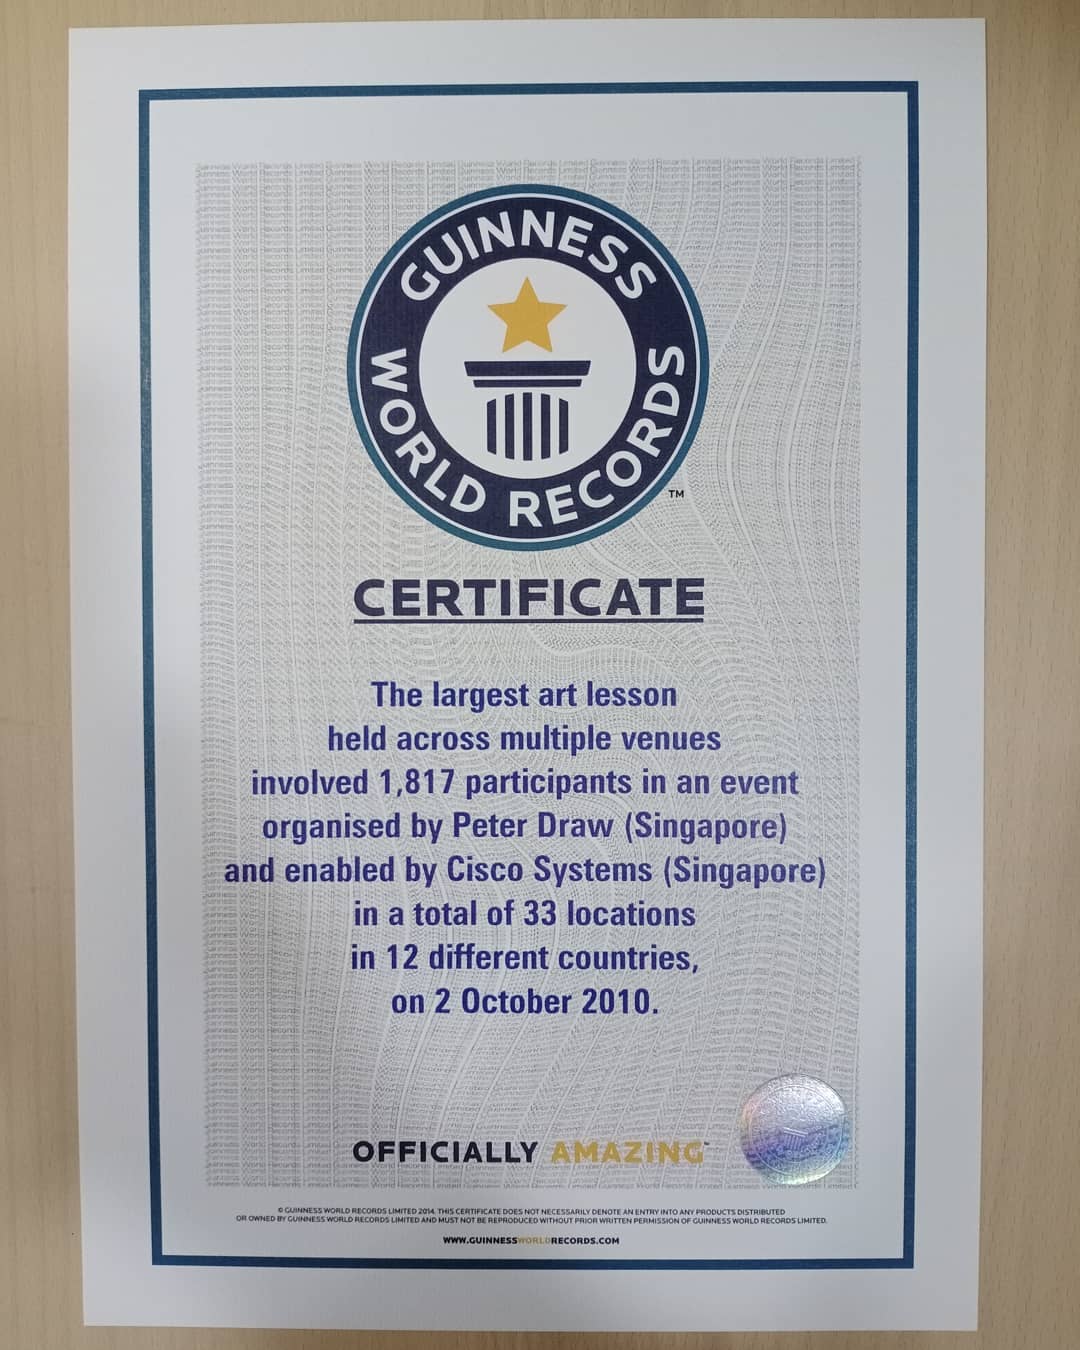 GUINNESS
WORLD RECORDS
TM
CERTIFICATE
The largest art lesson
held across multiple venues
involved 1,817 participants in an event
organised by Peter Draw (Singapore)
and enabled by Cisco Systems (Singapore)
in a total of 33 locations
in 12 different countries,
on 2 October 2010.
OFFICIALLY AMAZING™
© GUINNESS WORLD RECORDS LIMITED 2014. THIS CERTIFICATE DOES NOT NECESSARILY DENOTE AN ENTRY INTO ANY PRODUCTS DISTRIBUTED
OR OWNED BY GUINNESS WORLD RECORDS LIMITED AND MUST NOT BE REPRODUCED WITHOUT PRIOR WRITTEN PERMISSION OF GUINNESS WORLD RECORDS LIMITED.
WWW.GUINNESSWORLDRECORDS.COM